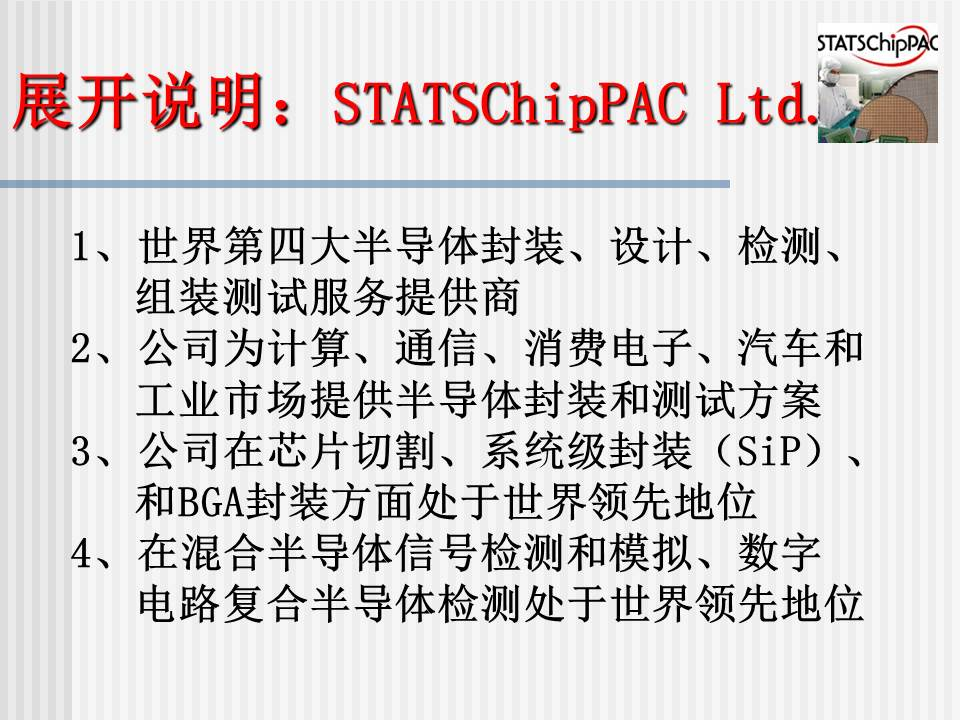 展开说明：STATSChipPAC Ltd.
STATSChipPAC
1、世界第四大半导体封装、设计、检测、
组装测试服务提供商
2、公司为计算、通信、消费电子、汽车和
工业市场提供半导体封装和测试方案
3、公司在芯片切割、系统级封装（SiP）、
和BGA封装方面处于世界领先地位
4、在混合半导体信号检测和模拟、数字
电路复合半导体检测处于世界领先地位